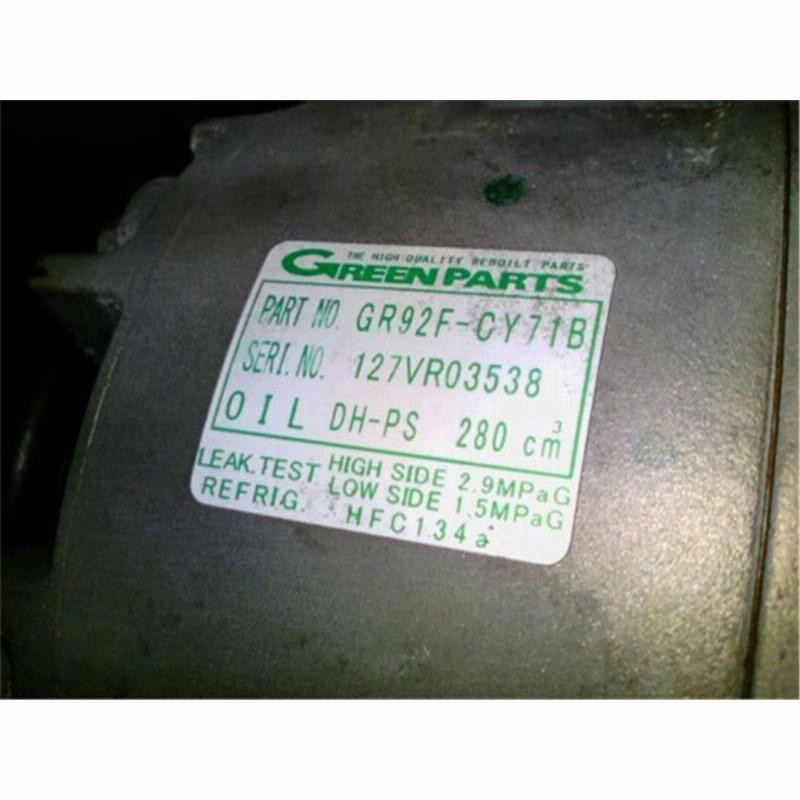 THE HIGH QUALITY REBUILT PARTS
GREEN PARTS
PART NO. GR92F-CY71B
SERI. NO. 127VR03538
OIL DH-PS 280 cm³
LEAK. TEST HIGH SIDE 2.9MPaG
LOW SIDE 1.5MPaG
REFRIG. HFC134a